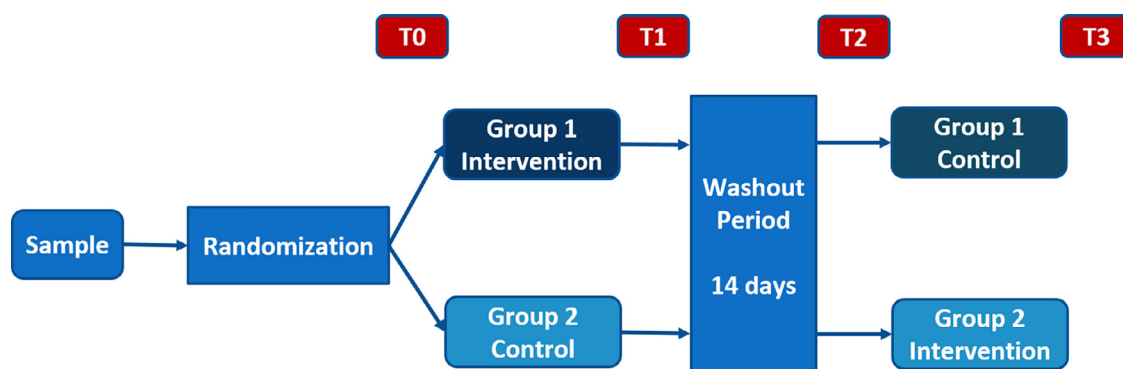 T0
T1
T2
T3
Group 1
Intervention
Group 1
Control
Washout
Period
14 days
Sample
Randomization
Group 2
Control
Group 2
Intervention